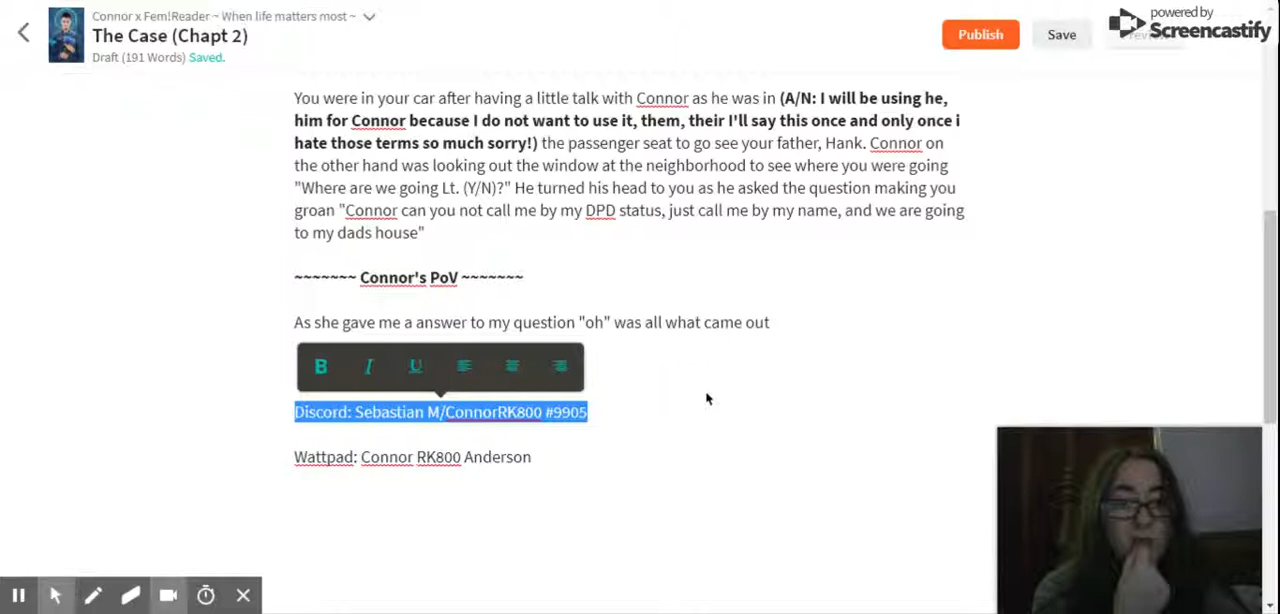 Connor x Fem!Reader ~ When life matters most ~
The Case (Chapt 2)
Draft (191 Words) Saved.
Publish
Save
powered by
Screencastify
You were in your car after having a little talk with Connor as he was in (A/N: I will be using he,
him for Connor because I do not want to use it, them, their I'll say this once and only once i
hate those terms so much sorry!) the passenger seat to go see your father, Hank. Connor on
the other hand was looking out the window at the neighborhood to see where you were going
"Where are we going Lt. (Y/N)?" He turned his head to you as he asked the question making you
groan "Connor can you not call me by my DPD status, just call me by my name, and we are going
to my dads house"
~~~~~~~ Connor's PoV ~~~~~~~
As she gave me a answer to my question "oh" was all what came out
B I U
Discord: Sebastian M/ConnorRK800 #9905
Wattpad: Connor RK800 Anderson